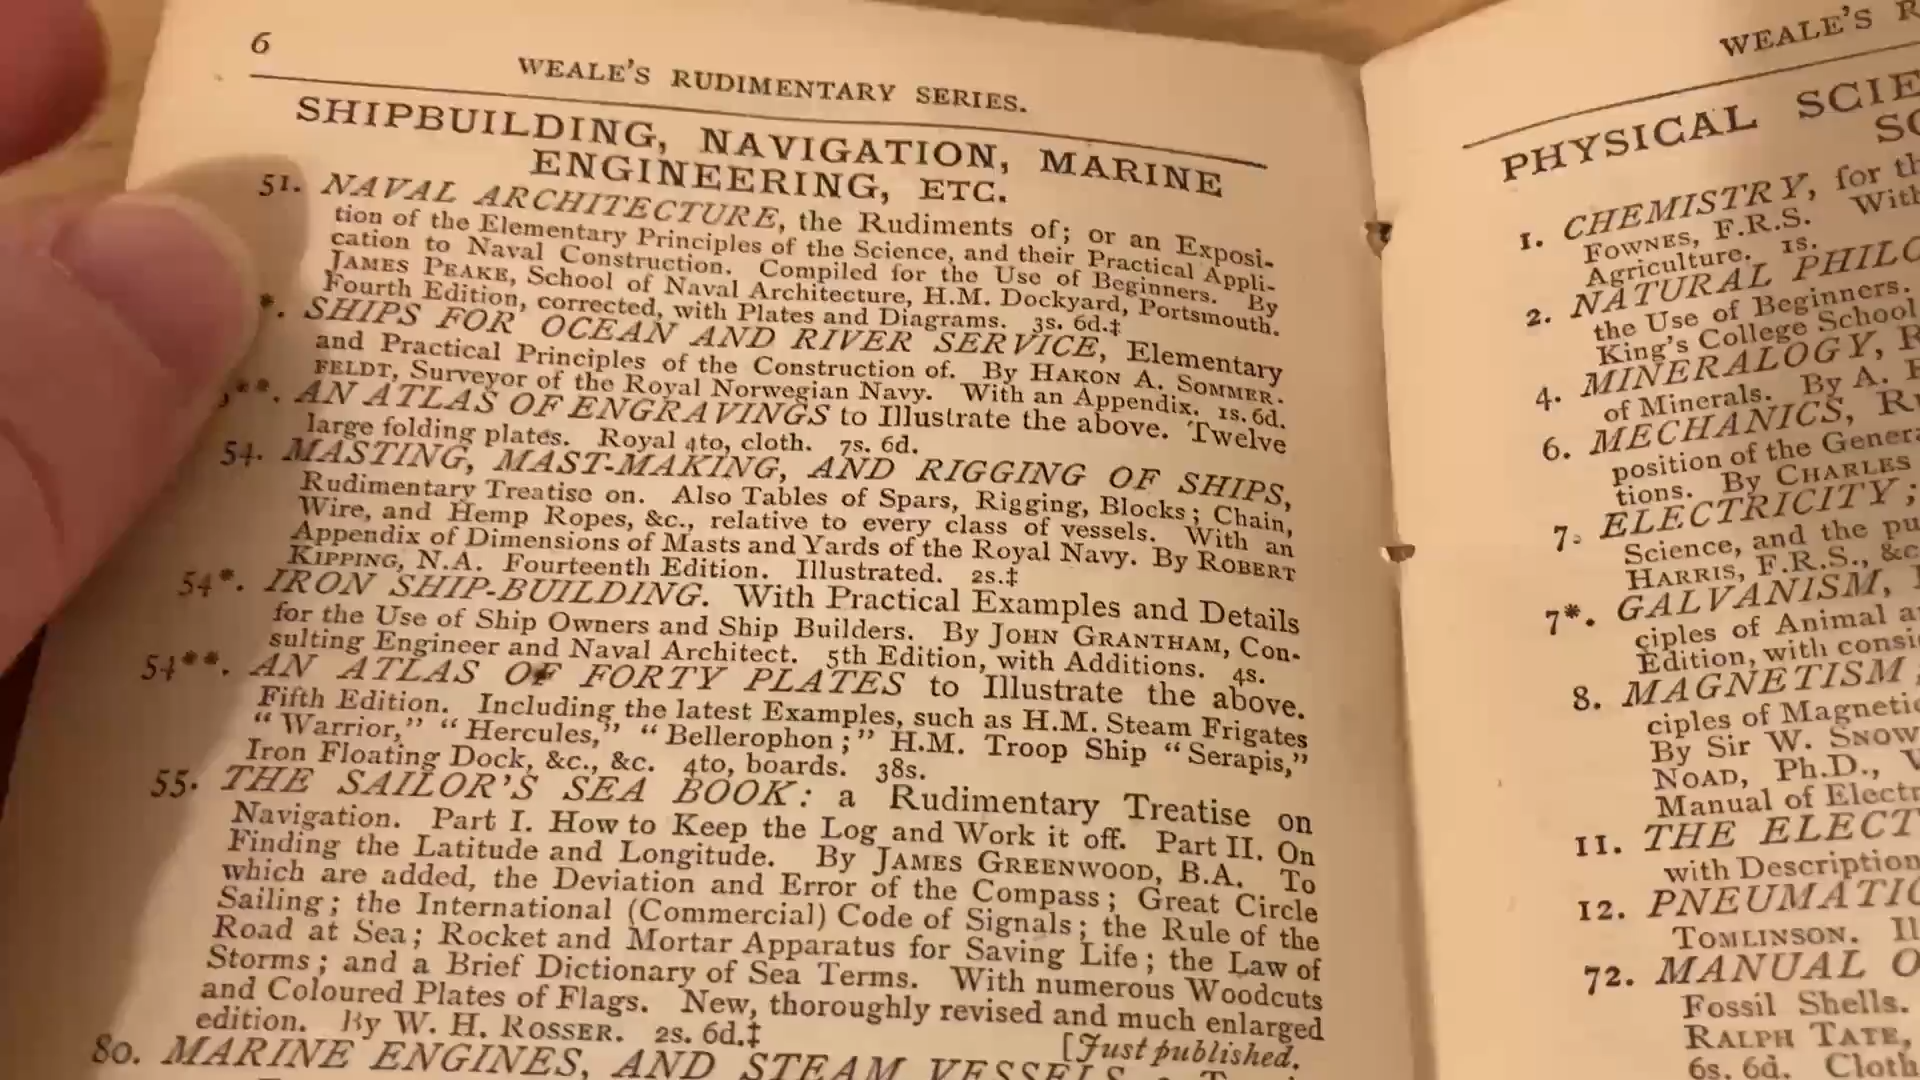 6
WEALE'S RUDIMENTARY SERIES.
SHIPBUILDING, NAVIGATION, MARINE
ENGINEERING, ETC.
51. NAVAL ARCHITECTURE, the Rudiments of; or an Exposi-
tion of the Elementary Principles of the Science, and their Practical Appli-
cation to Naval Construction. Compiled for the Use of Beginners. By
JAMES PEAKE, School of Naval Architecture, H.M. Dockyard, Portsmouth.
Fourth Edition, corrected, with Plates and Diagrams. 3s. 6d.‡
*. SHIPS FOR OCEAN AND RIVER SERVICE, Elementary
and Practical Principles of the Construction of. By HAKON A. SOMMER-
FELDT, Surveyor of the Royal Norwegian Navy. With an Appendix. 1s. 6d.
**. AN ATLAS OF ENGRAVINGS to Illustrate the above. Twelve
large folding plates. Royal 4to, cloth. 7s. 6d.
54. MASTING, MAST-MAKING, AND RIGGING OF SHIPS,
Rudimentary Treatise on. Also Tables of Spars, Rigging, Blocks; Chain,
Wire, and Hemp Ropes, &c., relative to every class of vessels. With an
Appendix of Dimensions of Masts and Yards of the Royal Navy. By ROBERT
KIPPING, N.A. Fourteenth Edition. Illustrated. 2s.‡
54*. IRON SHIP-BUILDING. With Practical Examples and Details
for the Use of Ship Owners and Ship Builders. By JOHN GRANTHAM, Con-
sulting Engineer and Naval Architect. 5th Edition, with Additions. 4s.
54**. AN ATLAS OF FORTY PLATES to Illustrate the above.
Fifth Edition. Including the latest Examples, such as H.M. Steam Frigates
"Warrior," "Hercules," "Bellerophon;" H.M. Troop Ship "Serapis,"
Iron Floating Dock, &c., &c. 4to, boards. 38s.
55. THE SAILOR'S SEA BOOK: a Rudimentary Treatise on
Navigation. Part I. How to Keep the Log and Work it off. Part II. On
Finding the Latitude and Longitude. By JAMES GREENWOOD, B.A. To
which are added, the Deviation and Error of the Compass; Great Circle
Sailing; the International (Commercial) Code of Signals; the Rule of the
Road at Sea; Rocket and Mortar Apparatus for Saving Life; the Law of
Storms; and a Brief Dictionary of Sea Terms. With numerous Woodcuts
and Coloured Plates of Flags. New, thoroughly revised and much enlarged
edition. By W. H. ROSSER. 2s. 6d.‡ [Just published.
80. MARINE ENGINES, AND STEAM VESSELS
WEALE'S R
PHYSICAL SCIE
SC
1. CHEMISTRY, for th
FOWNES, F.R.S. With
Agriculture. 1s.
2. NATURAL PHILO
the Use of Beginners.
King's College School
4. MINERALOGY, R
of Minerals. By A.
6. MECHANICS, RU
position of the Genera
tions. By CHARLES
7. ELECTRICITY;
Science, and the pu
HARRIS, F.R.S., &c
7*. GALVANISM,
ciples of Animal a
Edition, with consi
8. MAGNETISM,
ciples of Magnetic
By Sir W. SNOW
NOAD, Ph.D., V
Manual of Electr
11. THE ELECT
with Description
12. PNEUMATIC
TOMLINSON. Il
72. MANUAL O
Fossil Shells.
RALPH TATE,
6s. 6d. Cloth